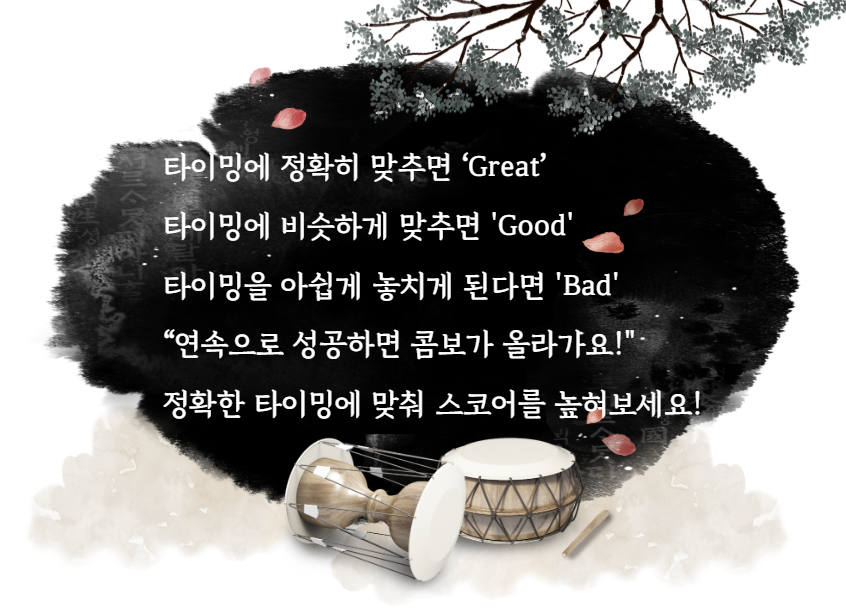 타이밍에 정확히 맞추면 ‘Great’
타이밍에 비슷하게 맞추면 'Good'
타이밍을 아쉽게 놓치게 된다면 'Bad'
“연속으로 성공하면 콤보가 올라가요!"
정확한 타이밍에 맞춰 스코어를 높혀보세요!